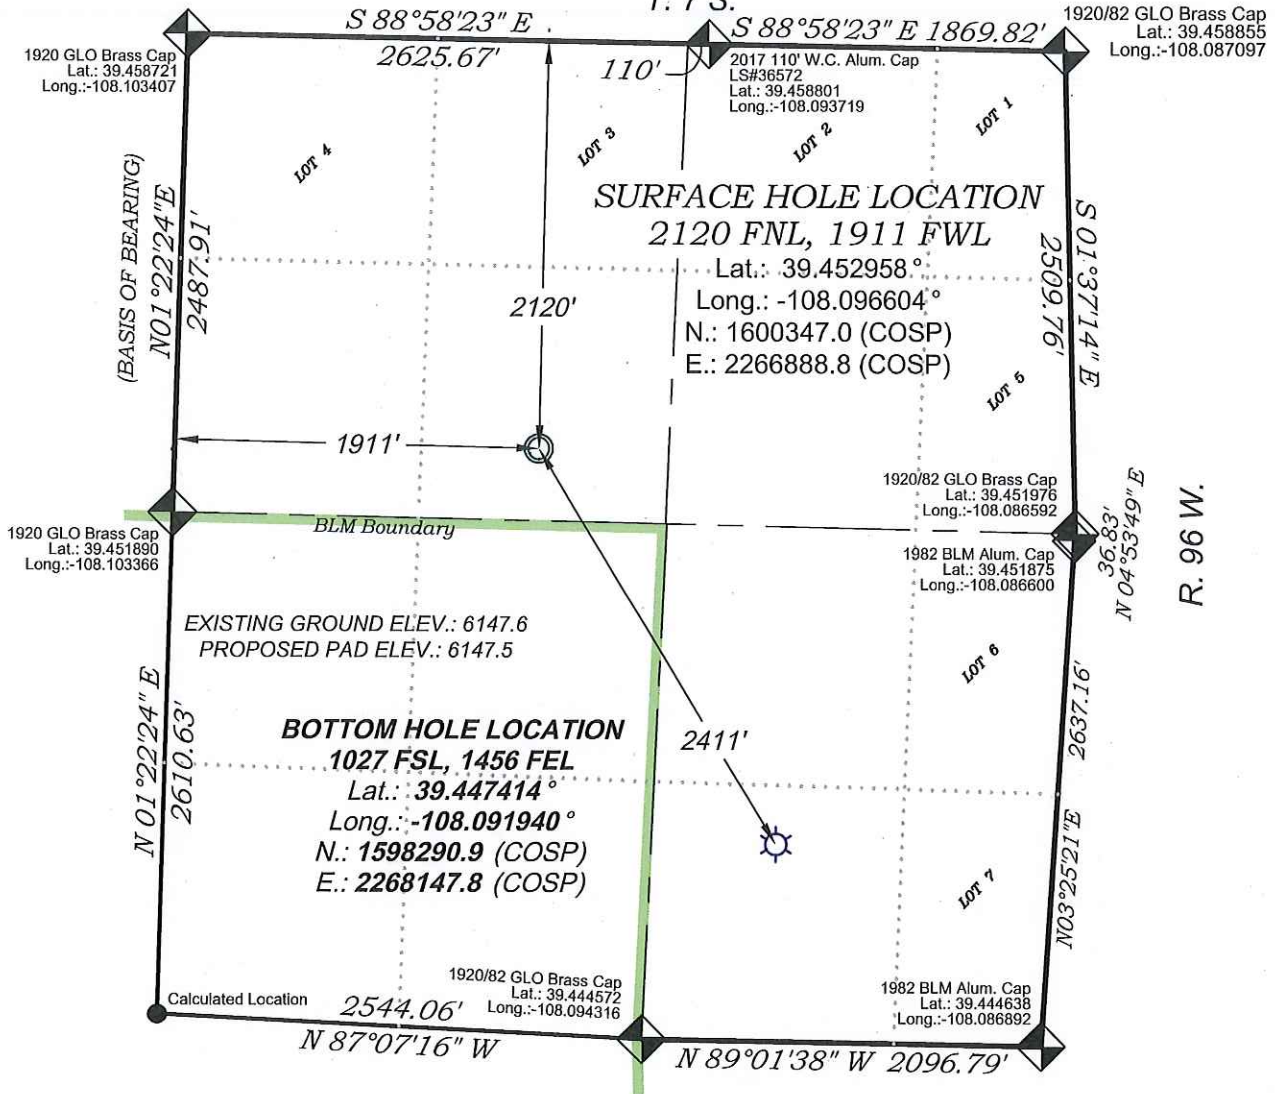 T. 7 S.
S 88°58'23" E
2625.67'
110'
S 88°58'23" E 1869.82'
1920/82 GLO Brass Cap
Lat.: 39.458855
Long.:-108.087097
1920 GLO Brass Cap
Lat.: 39.458721
Long.:-108.103407
2017 110' W.C. Alum. Cap
LS#36572
Lat.: 39.458801
Long.:-108.093719
LOT 4
LOT 3
LOT 2
LOT 1
(BASIS OF BEARING)
N01°22'24"E
2487.91'
SURFACE HOLE LOCATION
2120 FNL, 1911 FWL
Lat.: 39.452958°
Long.: -108.096604°
N.: 1600347.0 (COSP)
E.: 2266888.8 (COSP)
S 01°37'14" E
2509.76'
2120'
LOT 5
1911'
1920/82 GLO Brass Cap
Lat.: 39.451976
Long.:-108.086592
BLM Boundary
1920 GLO Brass Cap
Lat.: 39.451890
Long.:-108.103366
1982 BLM Alum. Cap
Lat.: 39.451875
Long.:-108.086600
36.83'
N 04°53'49" E
R. 96 W.
EXISTING GROUND ELEV.: 6147.6
PROPOSED PAD ELEV.: 6147.5
LOT 6
N 01°22'24" E
2610.63'
BOTTOM HOLE LOCATION
1027 FSL, 1456 FEL
Lat.: 39.447414°
Long.: -108.091940°
N.: 1598290.9 (COSP)
E.: 2268147.8 (COSP)
2411'
2637.16'
N03°25'21"E
LOT 7
Calculated Location
2544.06'
N 87°07'16" W
1920/82 GLO Brass Cap
Lat.: 39.444572
Long.:-108.094316
1982 BLM Alum. Cap
Lat.: 39.444638
Long.:-108.086892
N 89°01'38" W 2096.79'